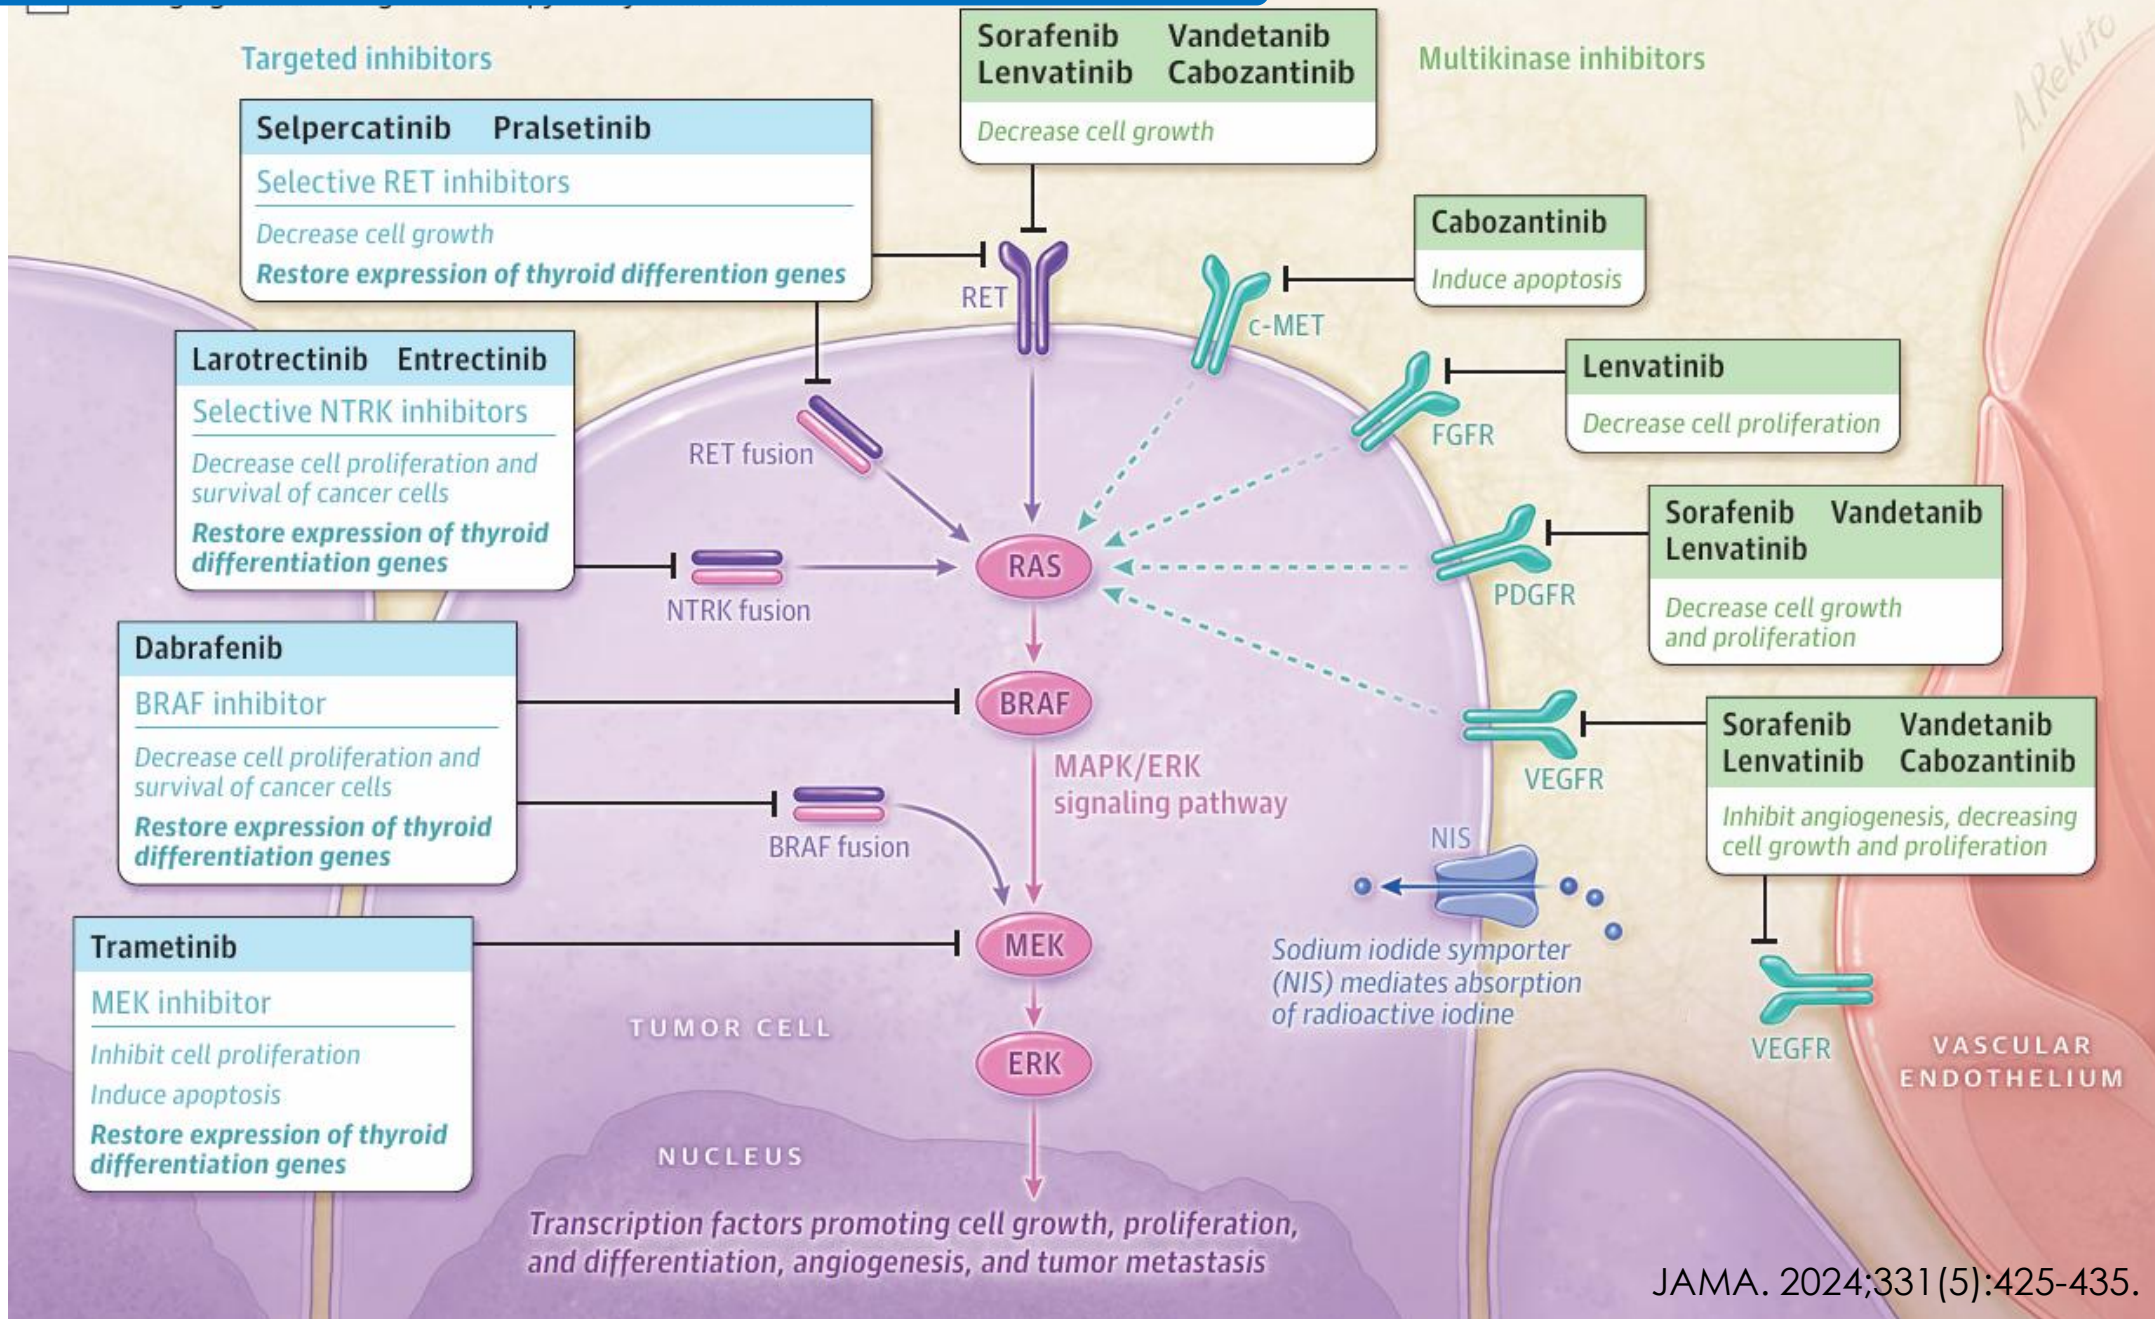 Targeted inhibitors
Selpercatinib Pralsetinib
Selective RET inhibitors
Decrease cell growth
Restore expression of thyroid differention genes
Larotrectinib Entrectinib
Selective NTRK inhibitors
Decrease cell proliferation and
survival of cancer cells
Restore expression of thyroid
differentiation genes
Dabrafenib
BRAF inhibitor
Decrease cell proliferation and
survival of cancer cells
Restore expression of thyroid
differentiation genes
Trametinib
MEK inhibitor
Inhibit cell proliferation
Induce apoptosis
Restore expression of thyroid
differentiation genes
Sorafenib Vandetanib
Lenvatinib Cabozantinib
Decrease cell growth
Multikinase inhibitors
A.Rekito
Cabozantinib
Induce apoptosis
Lenvatinib
Decrease cell proliferation
Sorafenib Vandetanib
Lenvatinib
Decrease cell growth
and proliferation
Sorafenib Vandetanib
Lenvatinib Cabozantinib
Inhibit angiogenesis, decreasing
cell growth and proliferation
RET
c-MET
FGFR
PDGFR
VEGFR
RET fusion
NTRK fusion
RAS
BRAF
MAPK/ERK
signaling pathway
BRAF fusion
MEK
ERK
NIS
Sodium iodide symporter
(NIS) mediates absorption
of radioactive iodine
VEGFR
VASCULAR
ENDOTHELIUM
TUMOR CELL
NUCLEUS
Transcription factors promoting cell growth, proliferation,
and differentiation, angiogenesis, and tumor metastasis
JAMA. 2024;331(5):425-435.